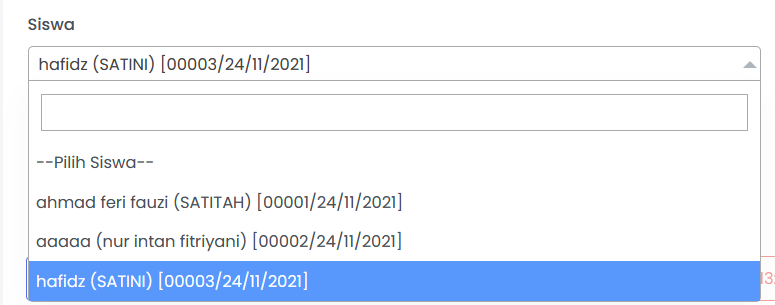 Siswa
hafidz (SATINI) [00003/24/11/2021]
--Pilih Siswa--
ahmad feri fauzi (SATITAH) [00001/24/11/2021]
aaaaa (nur intan fitriyani) [00002/24/11/2021]
hafidz (SATINI) [00003/24/11/2021]